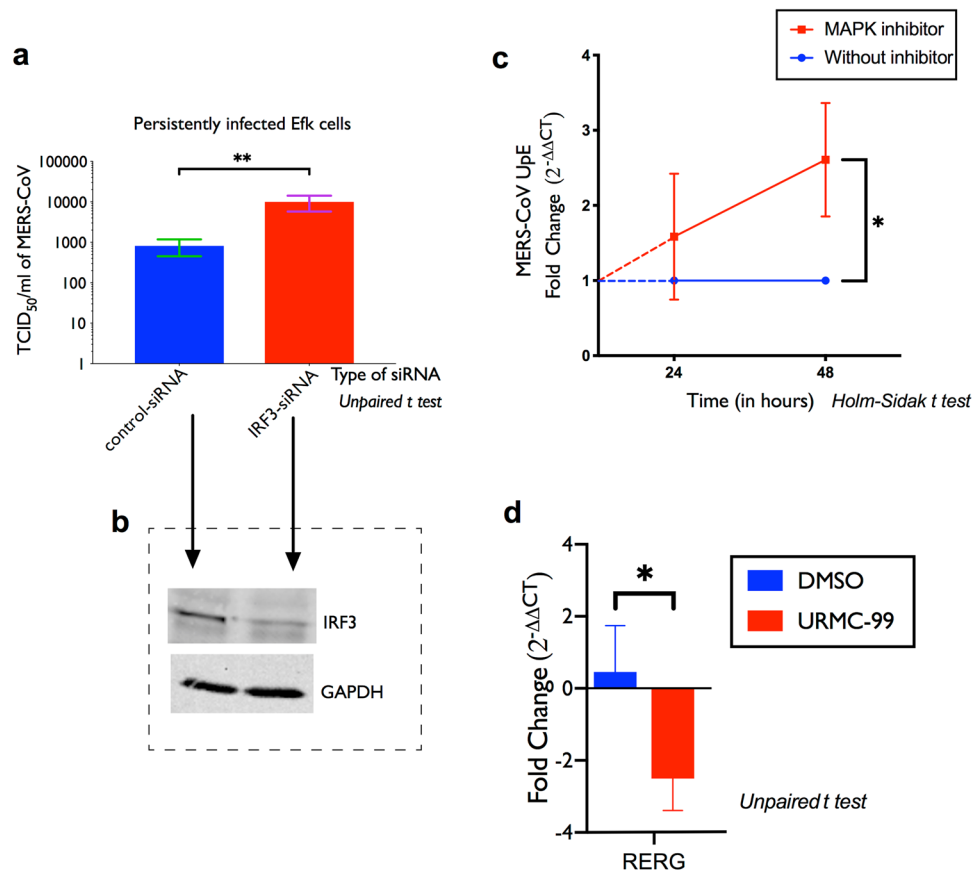 a
Persistently infected Efk cells
TCID50/ml of MERS-CoV
100000
10000
1000
100
10
1
**
control-siRNA
IRF3-siRNA
Type of siRNA
Unpaired t test
b
IRF3
GAPDH
c
MAPK inhibitor
Without inhibitor
MERS-CoV UpE
Fold Change (2-ΔΔCT)
4
3
2
1
0
*
24
48
Time (in hours)
Holm-Sidak t test
d
Fold Change (2-ΔΔCT)
4
2
0
-2
-4
*
DMSO
URMC-99
Unpaired t test
RERG